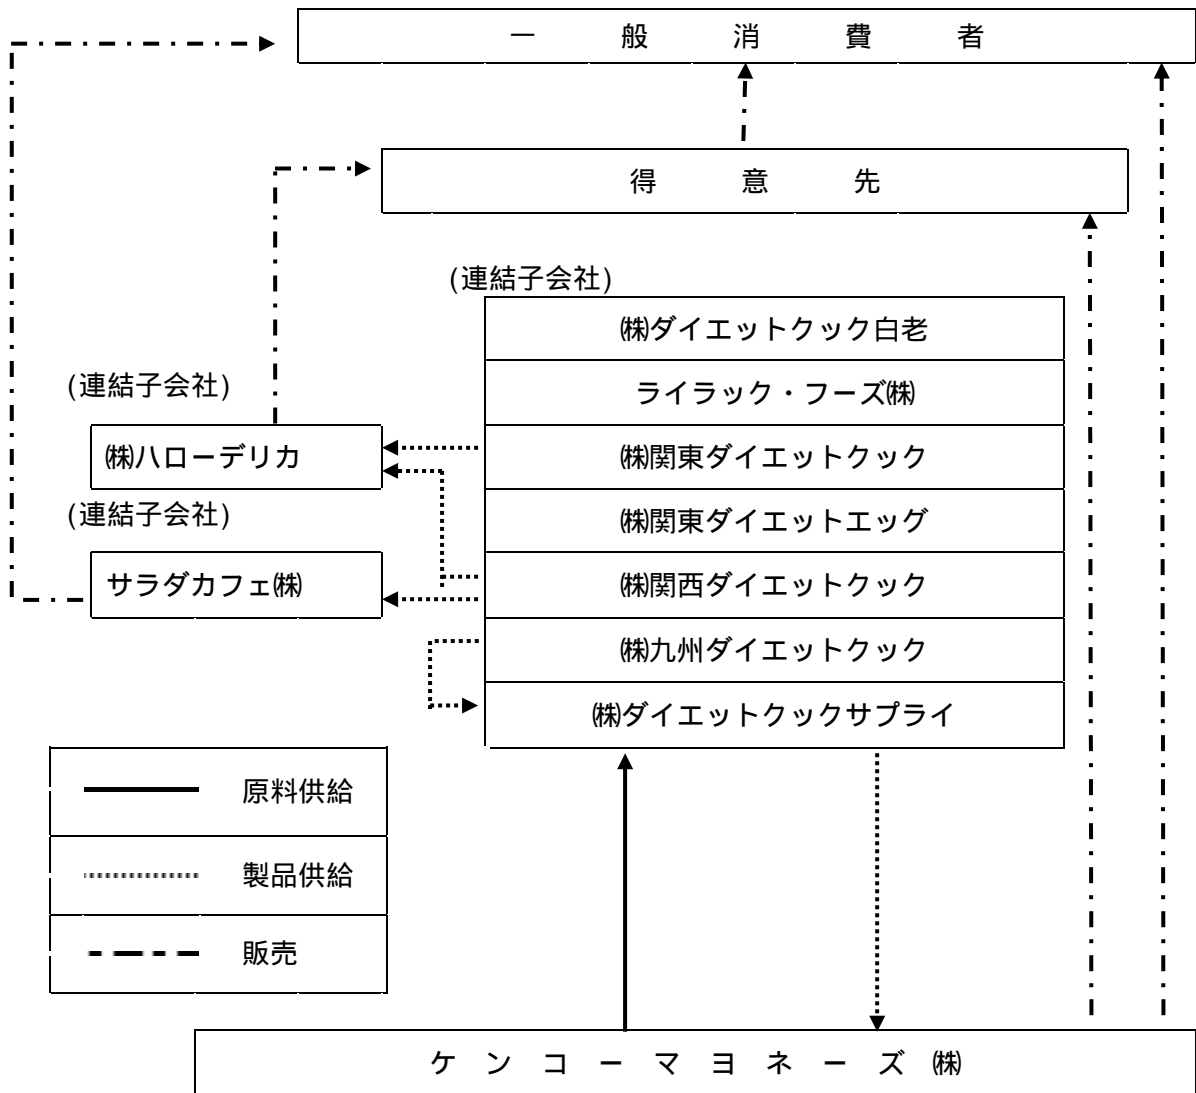 一般消費者
得意先
(連結子会社)
㈱ダイエットクック白老
ライラック・フーズ㈱
(連結子会社)
㈱ハローデリカ
㈱関東ダイエットクック
(連結子会社)
㈱関東ダイエットエッグ
サラダカフェ㈱
㈱関西ダイエットクック
㈱九州ダイエットクック
㈱ダイエットクックサプライ
原料供給
製品供給
販売
ケンコーマヨネーズ㈱